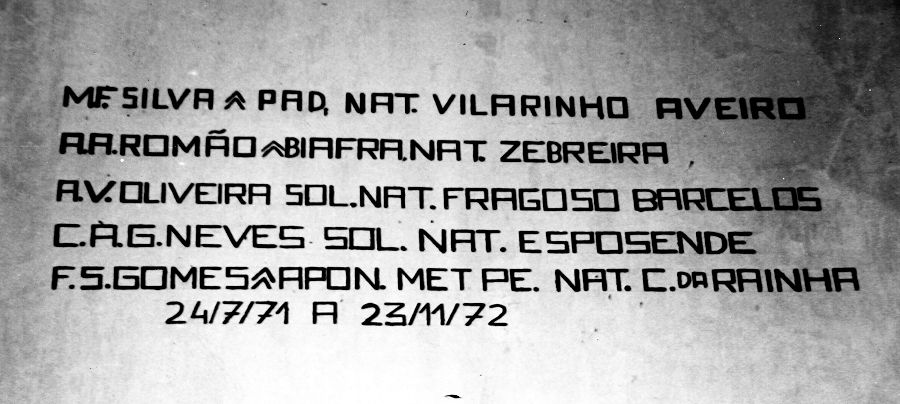 M.F. SILVA ^ PAD, NAT. VILARINHO AVEIRO
A.A.ROMÃO ^ BIAFRA.NAT. ZEBREIRA
A.V. OLIVEIRA SOL.NAT. FRAGOSO BARCELOS
C.A.G.NEVES SOL. NAT. ESPOSENDE
F.S.GOMES ^ APON. MET PE. NAT. C.DA RAINHA
24/7/71 A 23/11/72